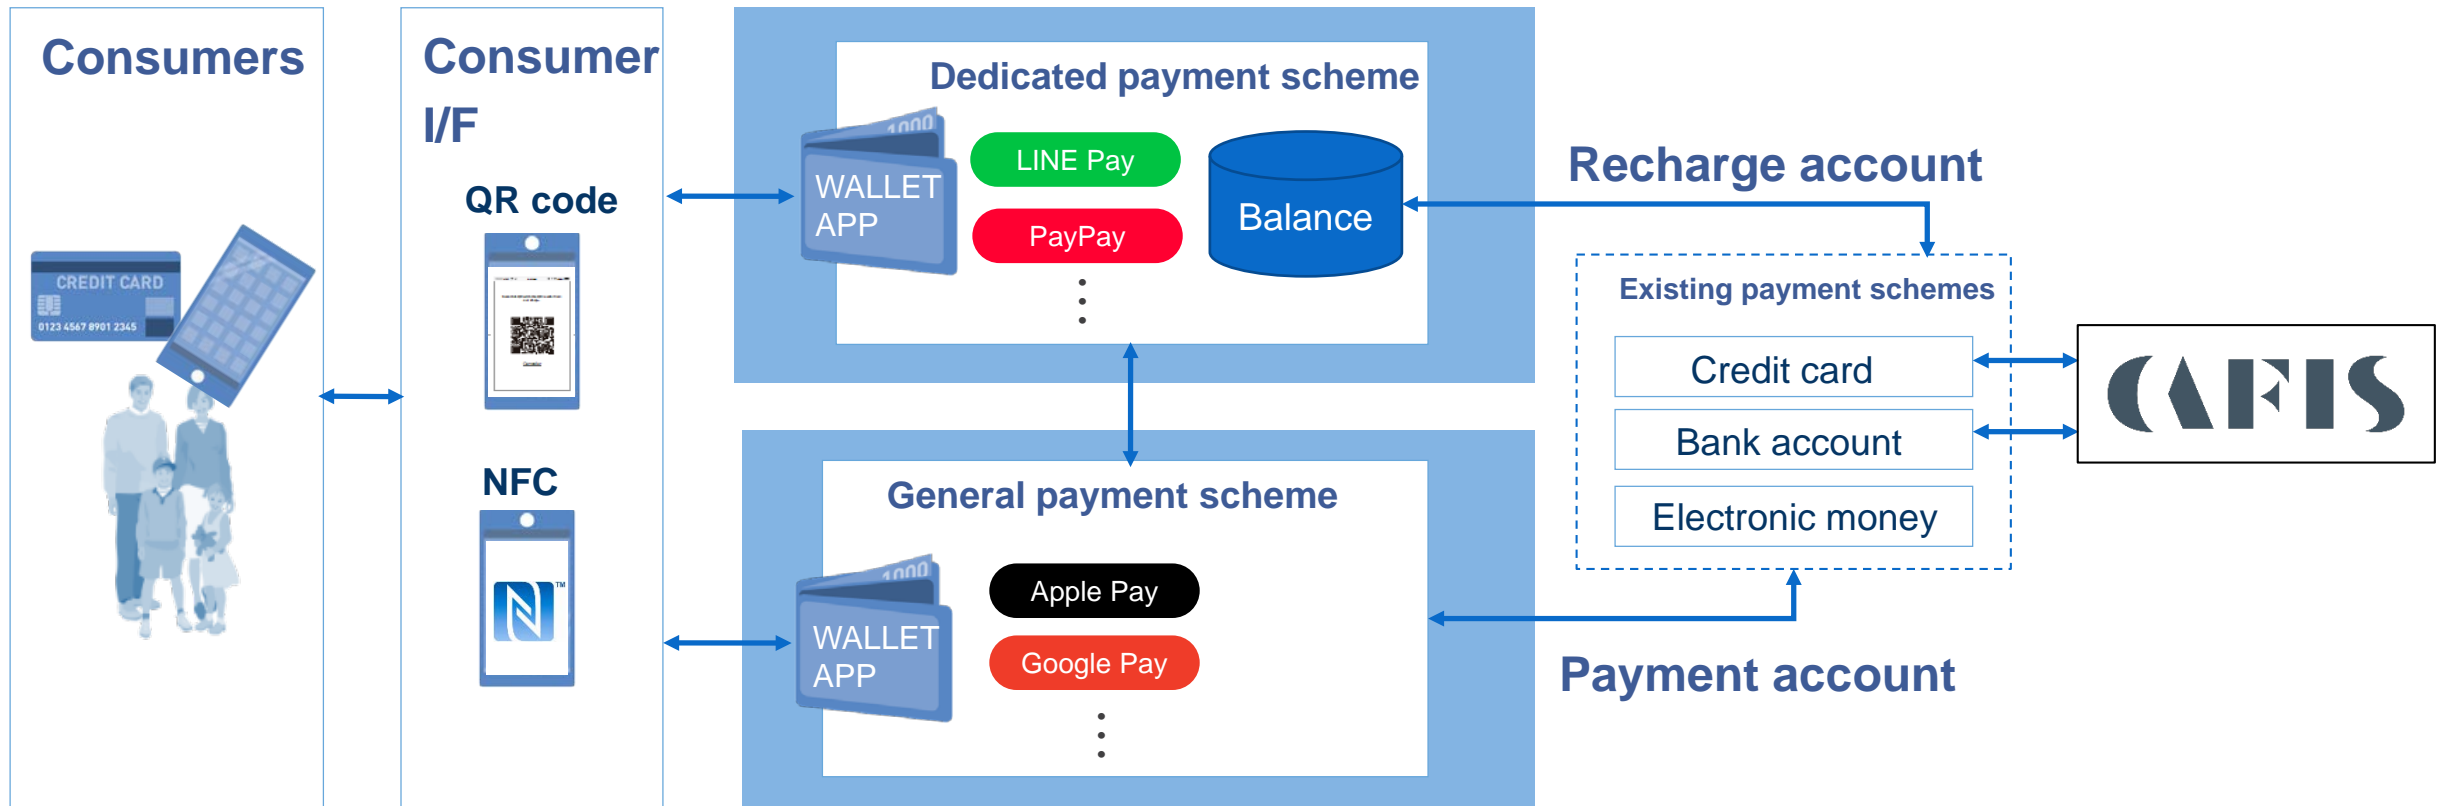 Consumers
CREDIT CARD
0123 4567 8901 2345
Consumer
I/F
QR code
NFC
TM
Dedicated payment scheme
1000
WALLET
APP
LINE Pay
PayPay
Balance
General payment scheme
1000
WALLET
APP
Apple Pay
Google Pay
Recharge account
Existing payment schemes
Credit card
Bank account
Electronic money
Payment account
CAFIS